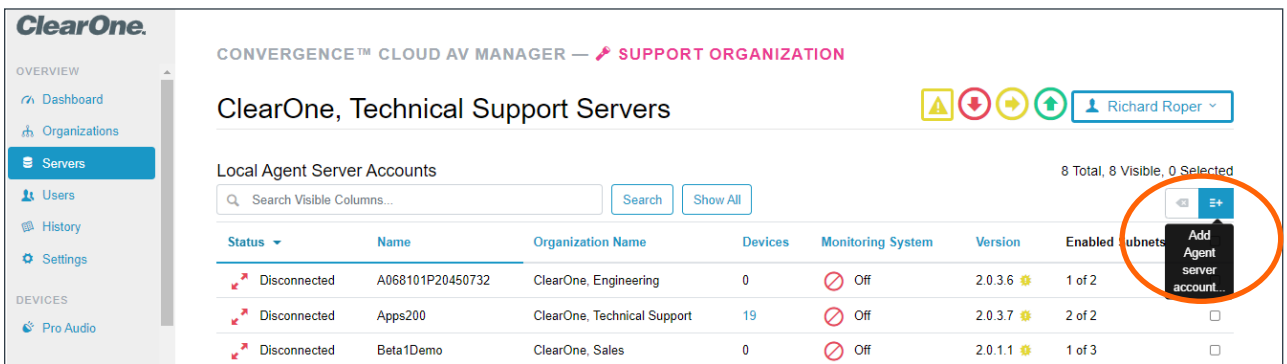 ClearOne.
OVERVIEW
Dashboard
Organizations
Servers
Users
History
Settings
DEVICES
Pro Audio
CONVERGENCE™ CLOUD AV MANAGER — SUPPORT ORGANIZATION
ClearOne, Technical Support Servers
Richard Roper
Local Agent Server Accounts
8 Total, 8 Visible, 0 Selected
Search Visible Columns...
Search
Show All
Add
Agent
server
account...
Status Name Organization Name Devices Monitoring System Version Enabled Subnets
Disconnected A068101P20450732 ClearOne, Engineering 0 Off 2.0.3.6 1 of 2
Disconnected Apps200 ClearOne, Technical Support 19 Off 2.0.3.7 2 of 2
Disconnected Beta1Demo ClearOne, Sales 0 Off 2.0.1.1 1 of 3